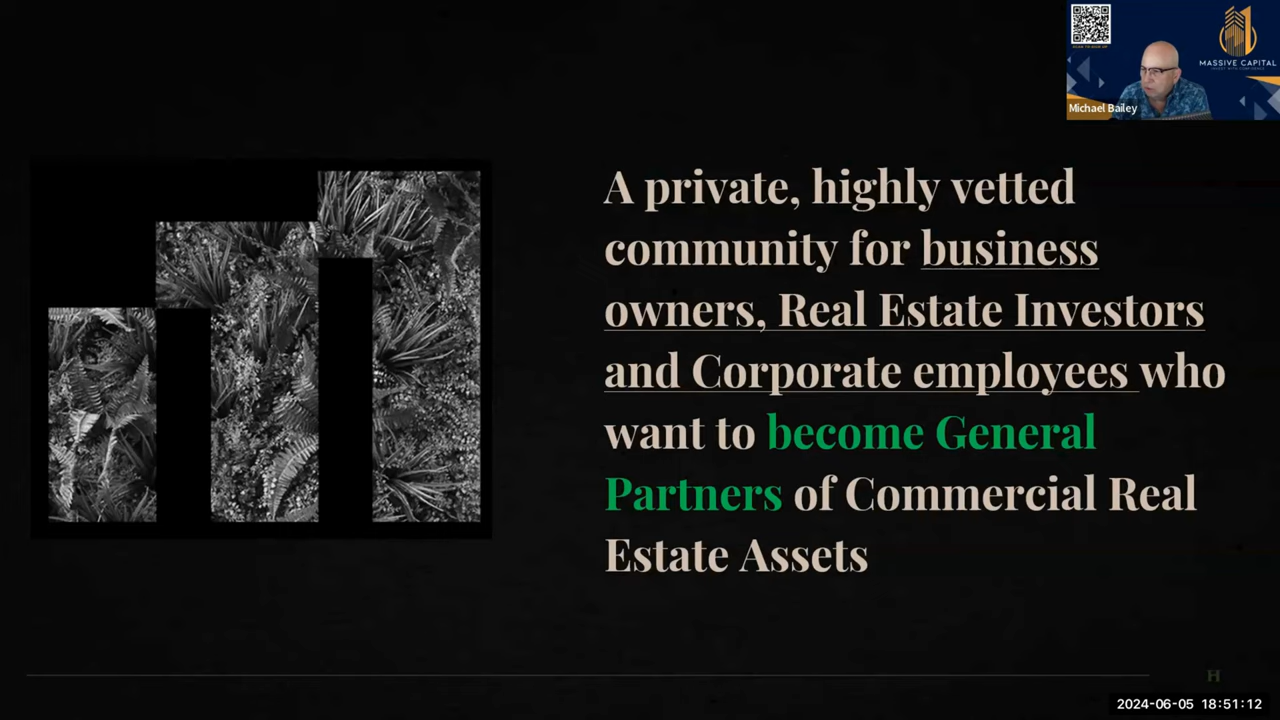 A private, highly vetted
community for business
owners, Real Estate Investors
and Corporate employees who
want to become General
Partners of Commercial Real
Estate Assets
MASSIVE CAPITAL
Michael Bailey
H
2024-06-05 18:51:12